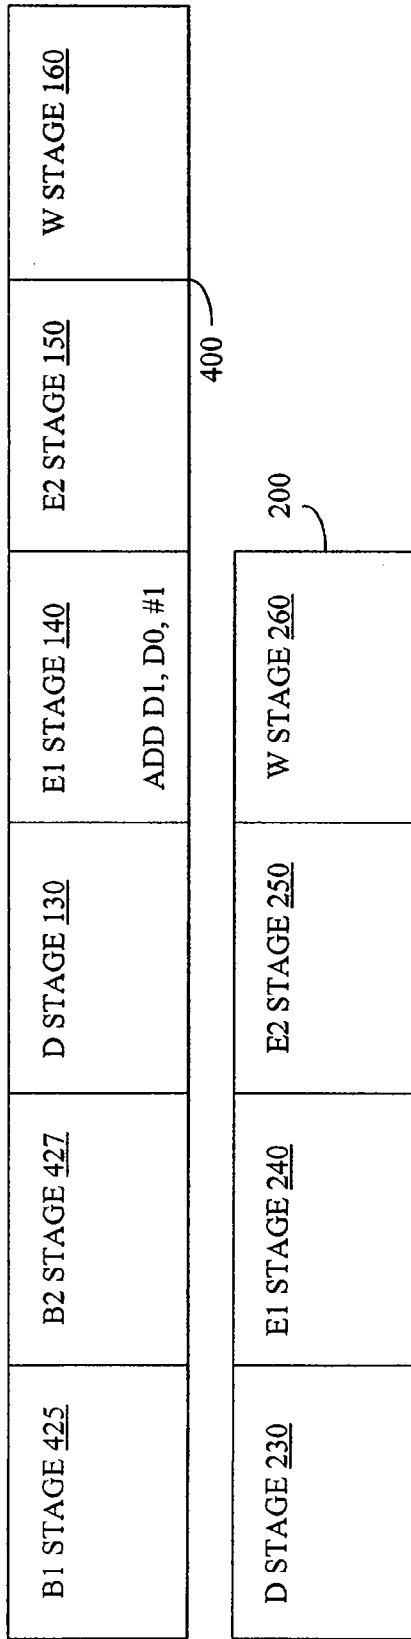 B1 STAGE 425
B2 STAGE 427
D STAGE 130
E1 STAGE 140
ADD D1, D0, #1
E2 STAGE 150
W STAGE 160
400
D STAGE 230
E1 STAGE 240
E2 STAGE 250
W STAGE 260
200